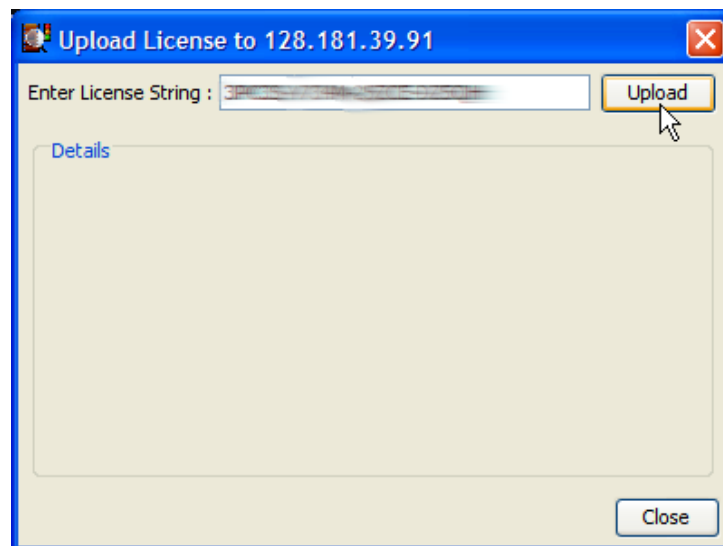 Upload License to 128.181.39.91
Enter License String :
Upload
Details
Close